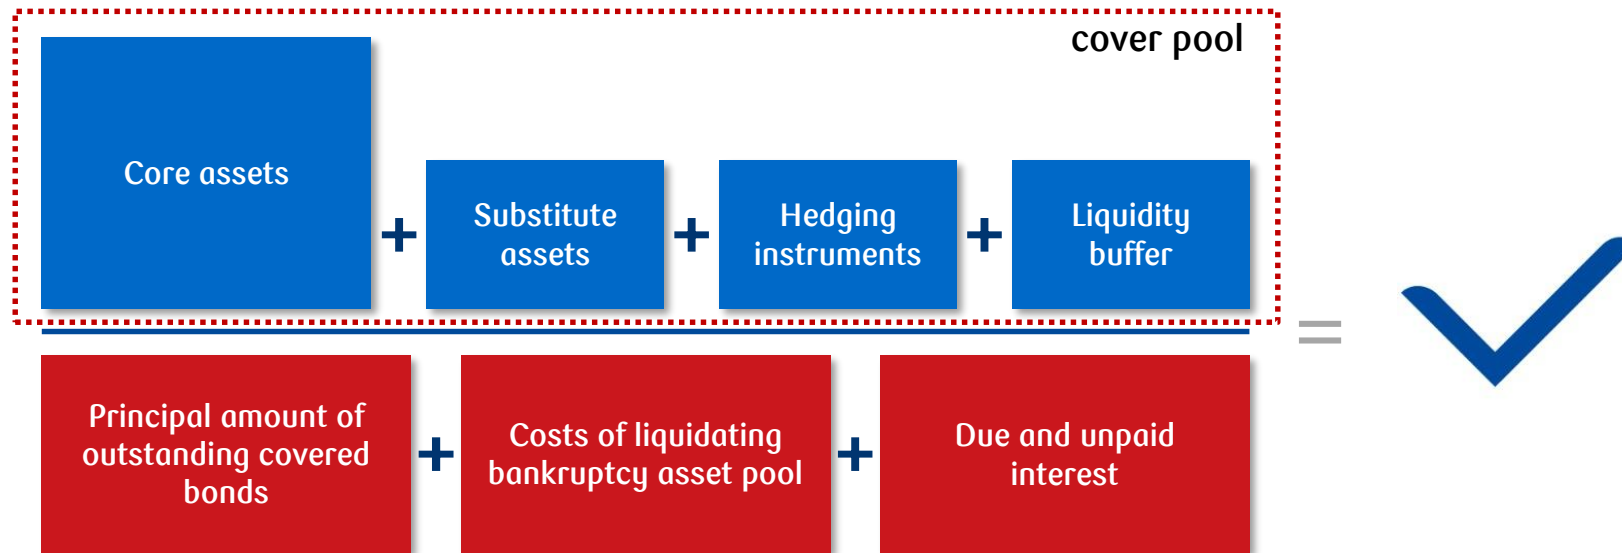 cover pool
Core assets
+
Substitute
assets
+
Hedging
instruments
+
Liquidity
buffer
=
Principal amount of
outstanding covered
bonds
+
Costs of liquidating
bankruptcy asset pool
+
Due and unpaid
interest